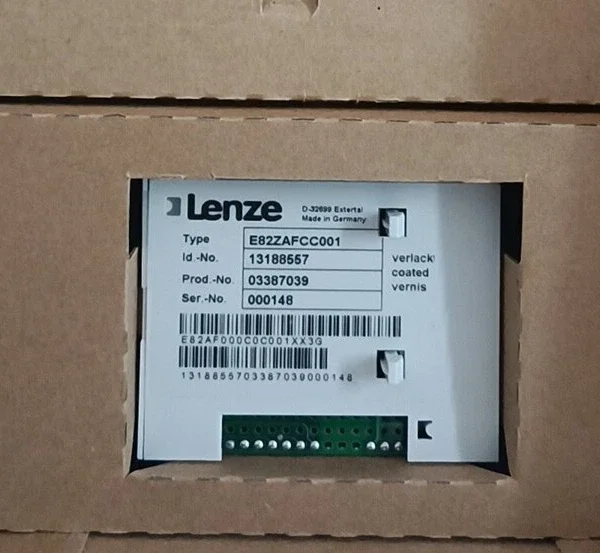 Lenze
D-32699 Extertal
Made in Germany
Type E82ZAFCC001
Id.-No. 13188557
Prod.-No. 03387039
Ser.-No. 000148
verlackt
coated
vernis
E82AF000C0C001XX3G
1318855703387039000148